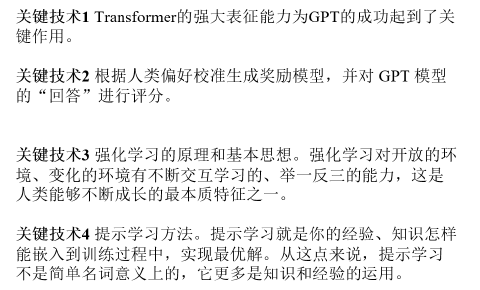 关键技术1 Transformer的强大表征能力为GPT的成功起到了关
键作用。
关键技术2 根据人类偏好校准生成奖励模型，并对 GPT 模型
的“回答”进行评分。
关键技术3 强化学习的原理和基本思想。强化学习对开放的环
境、变化的环境有不断交互学习的、举一反三的能力，这是
人类能够不断成长的最本质特征之一。
关键技术4 提示学习方法。提示学习就是你的经验、知识怎样
能嵌入到训练过程中，实现最优解。从这点来说，提示学习
不是简单名词意义上的，它更多是知识和经验的运用。